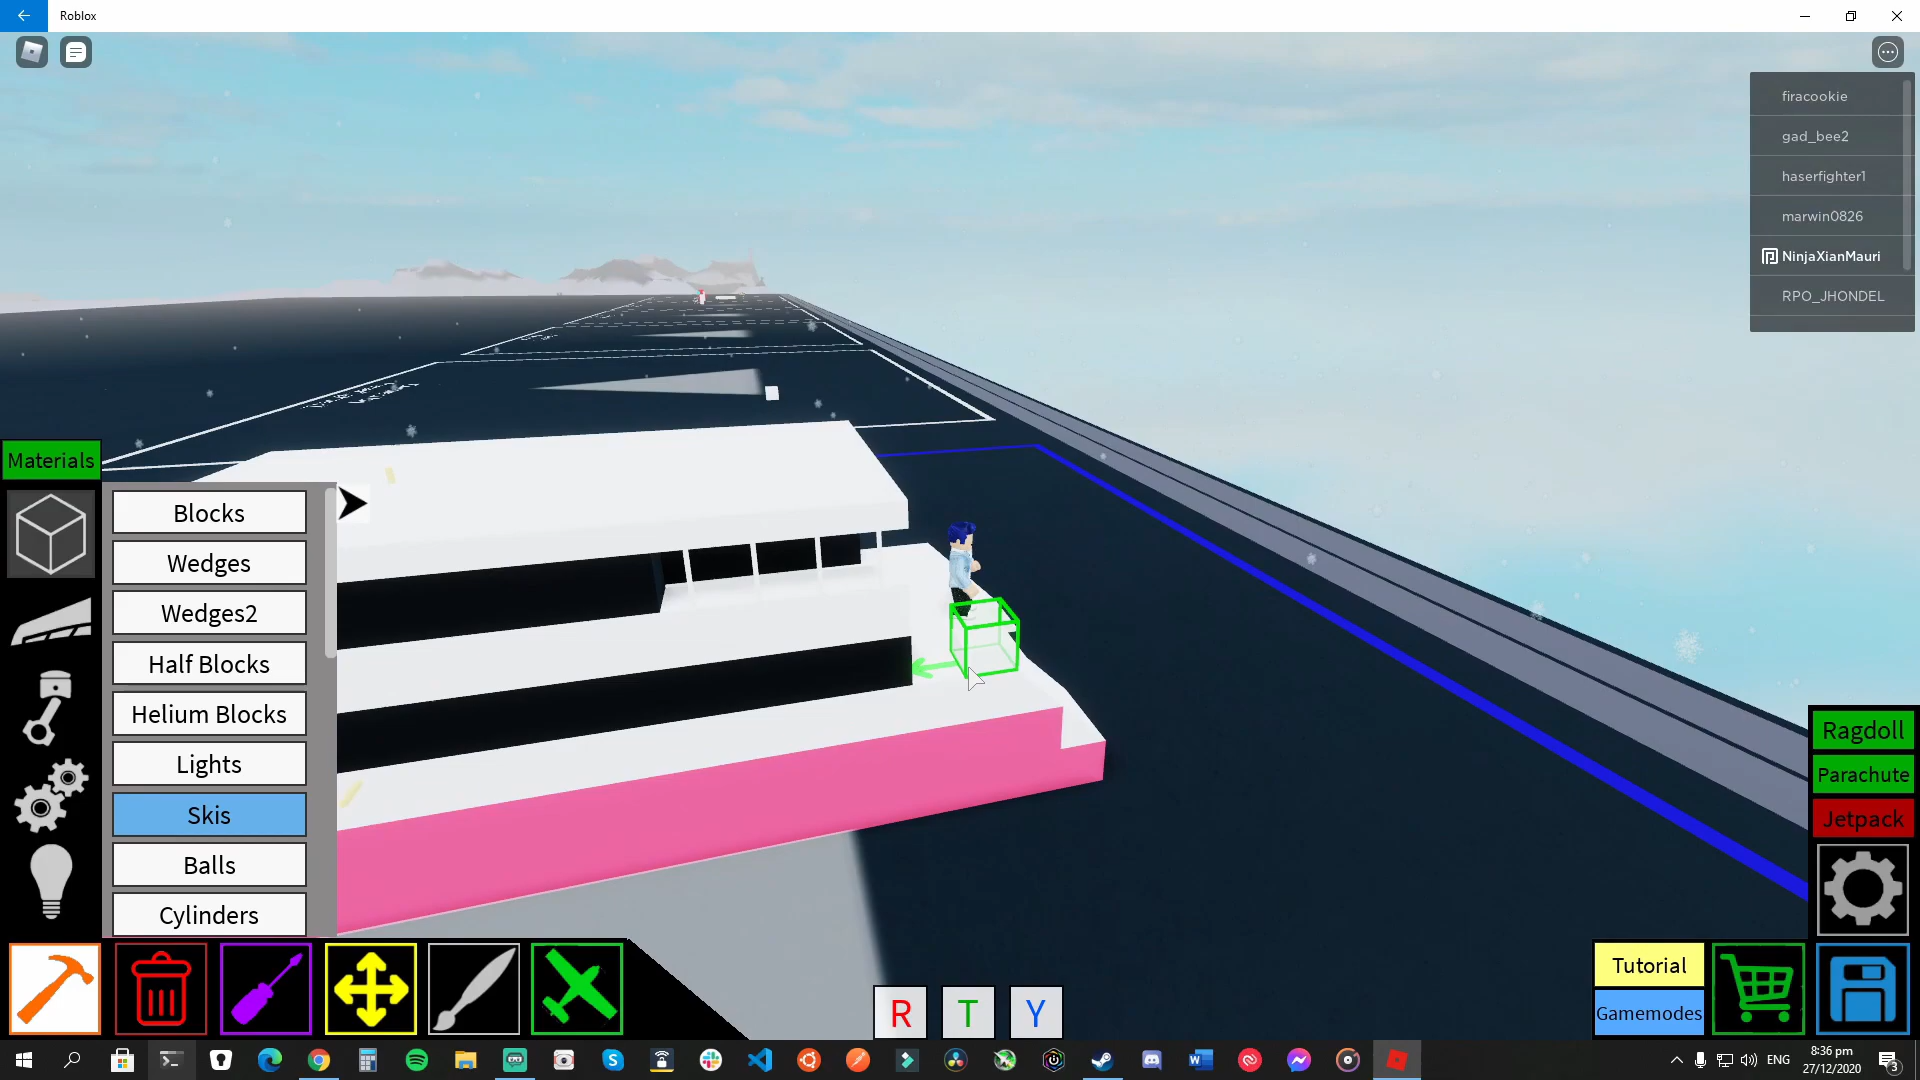 Roblox
firacookie
gad_bee2
haserfighter1
marwin0826
NinjaXianMauri
RPO_JHONDEL
Materials
Blocks
Wedges
Wedges2
Half Blocks
Helium Blocks
Lights
Skis
Balls
Cylinders
Ragdoll
Parachute
Jetpack
Tutorial
Gamemodes
R T Y
ENG
8:36 pm
27/12/2020
3